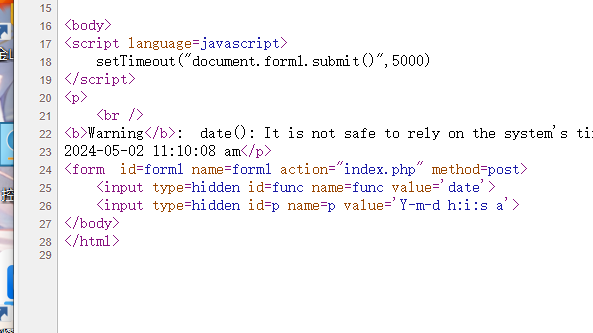 15
16 <body>
17 <script language=javascript>
18 setTimeout("document.form1.submit()",5000)
19 </script>
20 <p>
21 <br />
22 <b>Warning</b>: date(): It is not safe to rely on the system's
23 2024-05-02 11:10:08 am</p>
24 <form id=form1 name=form1 action="index.php" method=post>
25 <input type=hidden id=func name=func value='date'>
26 <input type=hidden id=p name=p value='Y-m-d h:i:s a'>
27 </body>
28 </html>
29